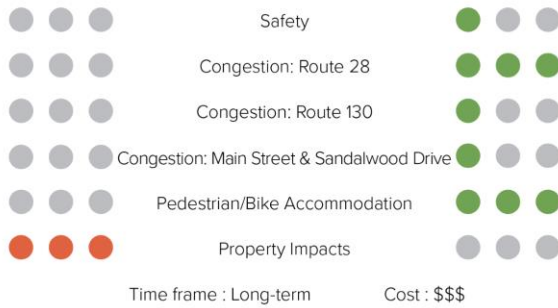 Safety
Congestion: Route 28
Congestion: Route 130
Congestion: Main Street & Sandalwood Drive
Pedestrian/Bike Accommodation
Property Impacts
Time frame : Long-term Cost : $$$